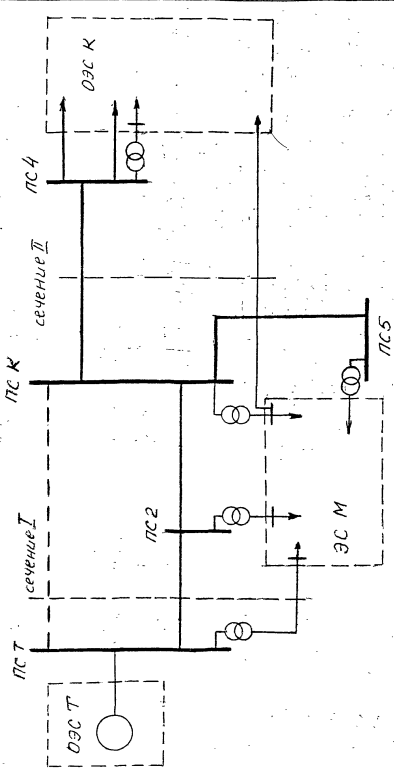 ОЭС К
ПС 4
сечение II
ПС К
ПС 5
ПС 2
ЭС М
сечение I
ПС Т
ОЭС Т